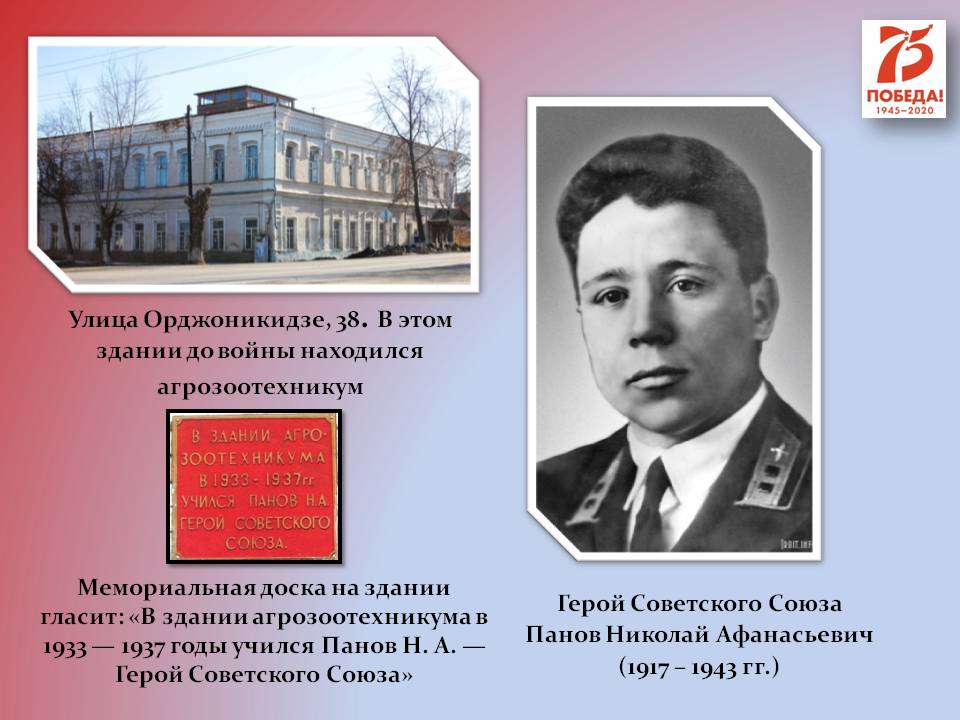 75
ПОБЕДА!
1945–2020
Улица Орджоникидзе, 38. В этом
здании до войны находился
агрозоотехникум
В ЗДАНИИ АГРО-
ЗООТЕХНИКУМА
В 1933-1937гг.
УЧИЛСЯ ПАНОВ Н.А.
ГЕРОЙ СОВЕТСКОГО
СОЮЗА.
Мемориальная доска на здании
гласит: «В здании агрозоотехникума в
1933 — 1937 годы учился Панов Н. А. —
Герой Советского Союза»
IRBIT.INF
Герой Советского Союза
Панов Николай Афанасьевич
(1917 – 1943 гг.)